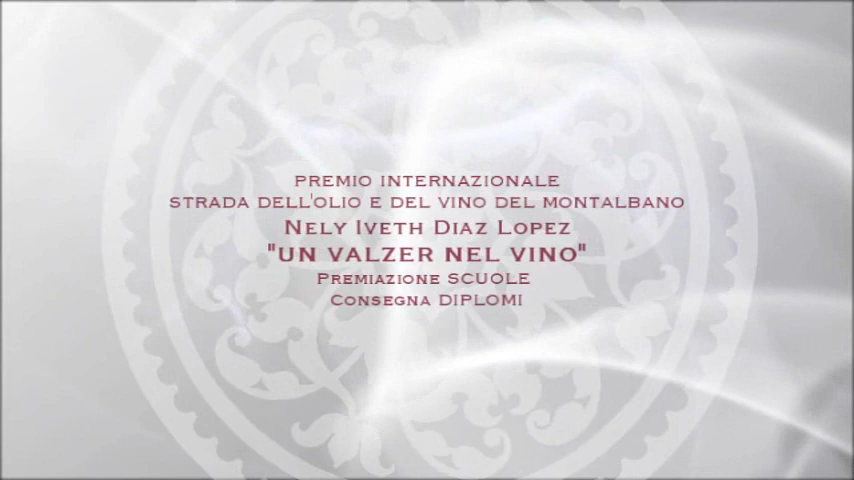 PREMIO INTERNAZIONALE
STRADA DELL'OLIO E DEL VINO DEL MONTALBANO
Nely Iveth Diaz Lopez
"UN VALZER NEL VINO"
Premiazione SCUOLE
Consegna DIPLOMI